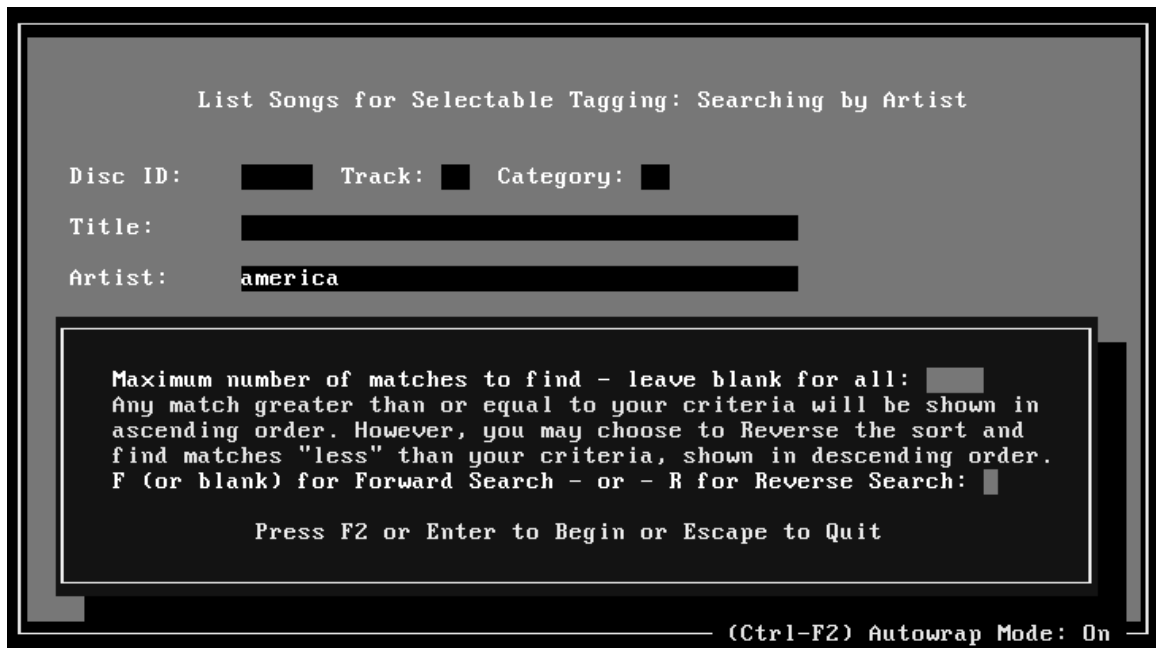 List Songs for Selectable Tagging: Searching by Artist
Disc ID: Track: Category:
Title:
Artist: america
Maximum number of matches to find - leave blank for all:
Any match greater than or equal to your criteria will be shown in
ascending order. However, you may choose to Reverse the sort and
find matches "less" than your criteria, shown in descending order.
F (or blank) for Forward Search - or - R for Reverse Search:
Press F2 or Enter to Begin or Escape to Quit
(Ctrl-F2) Autowrap Mode: On